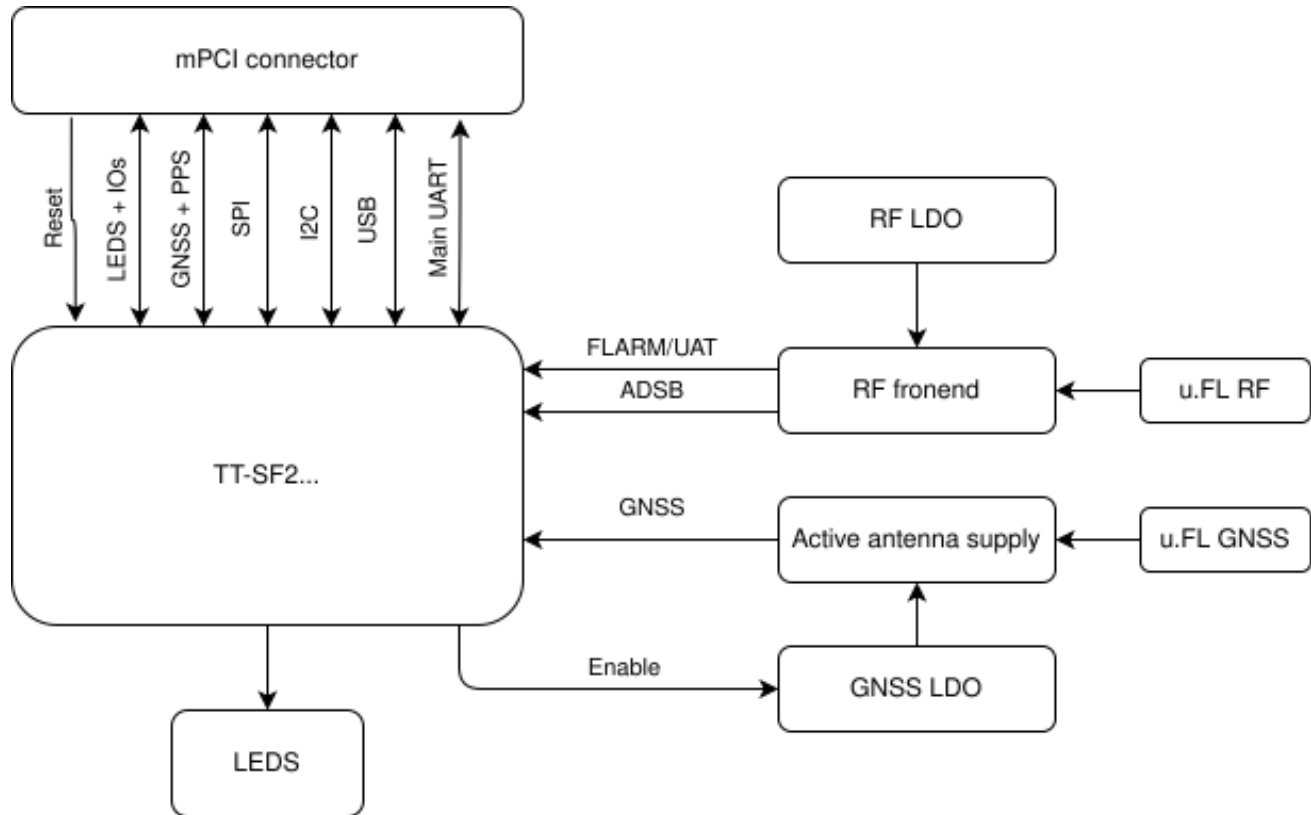 mPCI connector
Reset
LEDS + IOs
GNSS + PPS
SPI
I2C
USB
Main UART
RF LDO
FLARM/UAT
ADSB
RF fronend
u.FL RF
TT-SF2...
GNSS
Active antenna supply
u.FL GNSS
Enable
GNSS LDO
LEDS